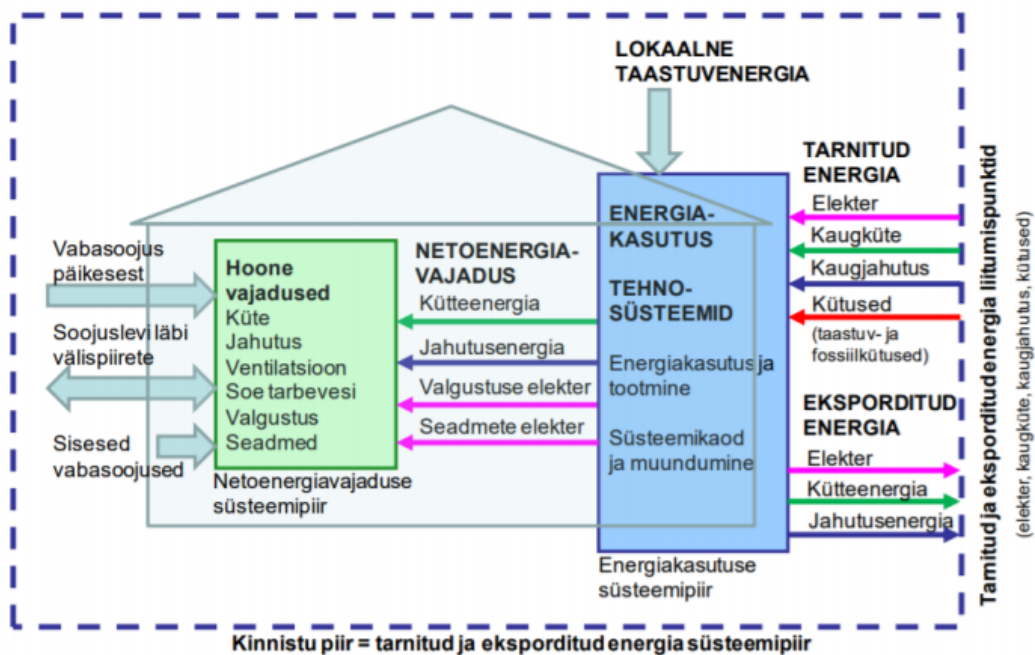 LOKAALNE
TAASTUVENERGIA
TARNITUD
ENERGIA
Elekter
Kaugküte
Kaugjahutus
Kütused
(taastuv- ja
fossiilkütused)
EKSPORDITUD
ENERGIA
Elekter
Kütteenergia
Jahutusenergia
ENERGIA-
KASUTUS
TEHNO-
SÜSTEEMID
Energiakasutus ja
tootmine
Süsteemikaod
ja muundumine
Energiakasutuse
süsteemipiir
NETOENERGIA-
VAJADUS
Kütteenergia
Jahutusenergia
Valgustuse elekter
Seadmete elekter
Hoone
vajadused
Küte
Jahutus
Ventilatsioon
Soe tarbevesi
Valgustus
Seadmed
Netoenergiavajaduse
süsteemipiir
Vabasoojus
päikesest
Soojuslevi läbi
välispiirete
Sisesed
vabasoojused
Tarnitud ja eksporditud energia liitumispunktid
(elekter, kaugküte, kaugjahutus, kütused)
Kinnistu piir = tarnitud ja eksporditud energia süsteemipiir